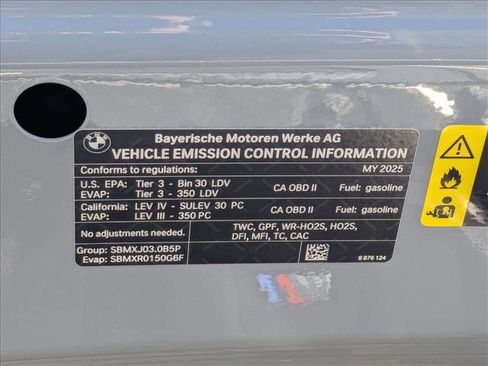 Bayerische Motoren Werke AG
VEHICLE EMISSION CONTROL INFORMATION
Conforms to regulations: MY 2025
U.S. EPA: Tier 3 - Bin 30 LDV CA OBD II Fuel: gasoline
EVAP: Tier 3 - 350 LDV
California: LEV IV - SULEV 30 PC CA OBD II Fuel: gasoline
EVAP: LEV III - 350 PC
No adjustments needed. TWC, GPF, WR-HO2S, HO2S,
DFI, MFI, TC, CAC
Group: SBMXJ03.0B5P
Evap: SBMXR0150G6F
8 876 124